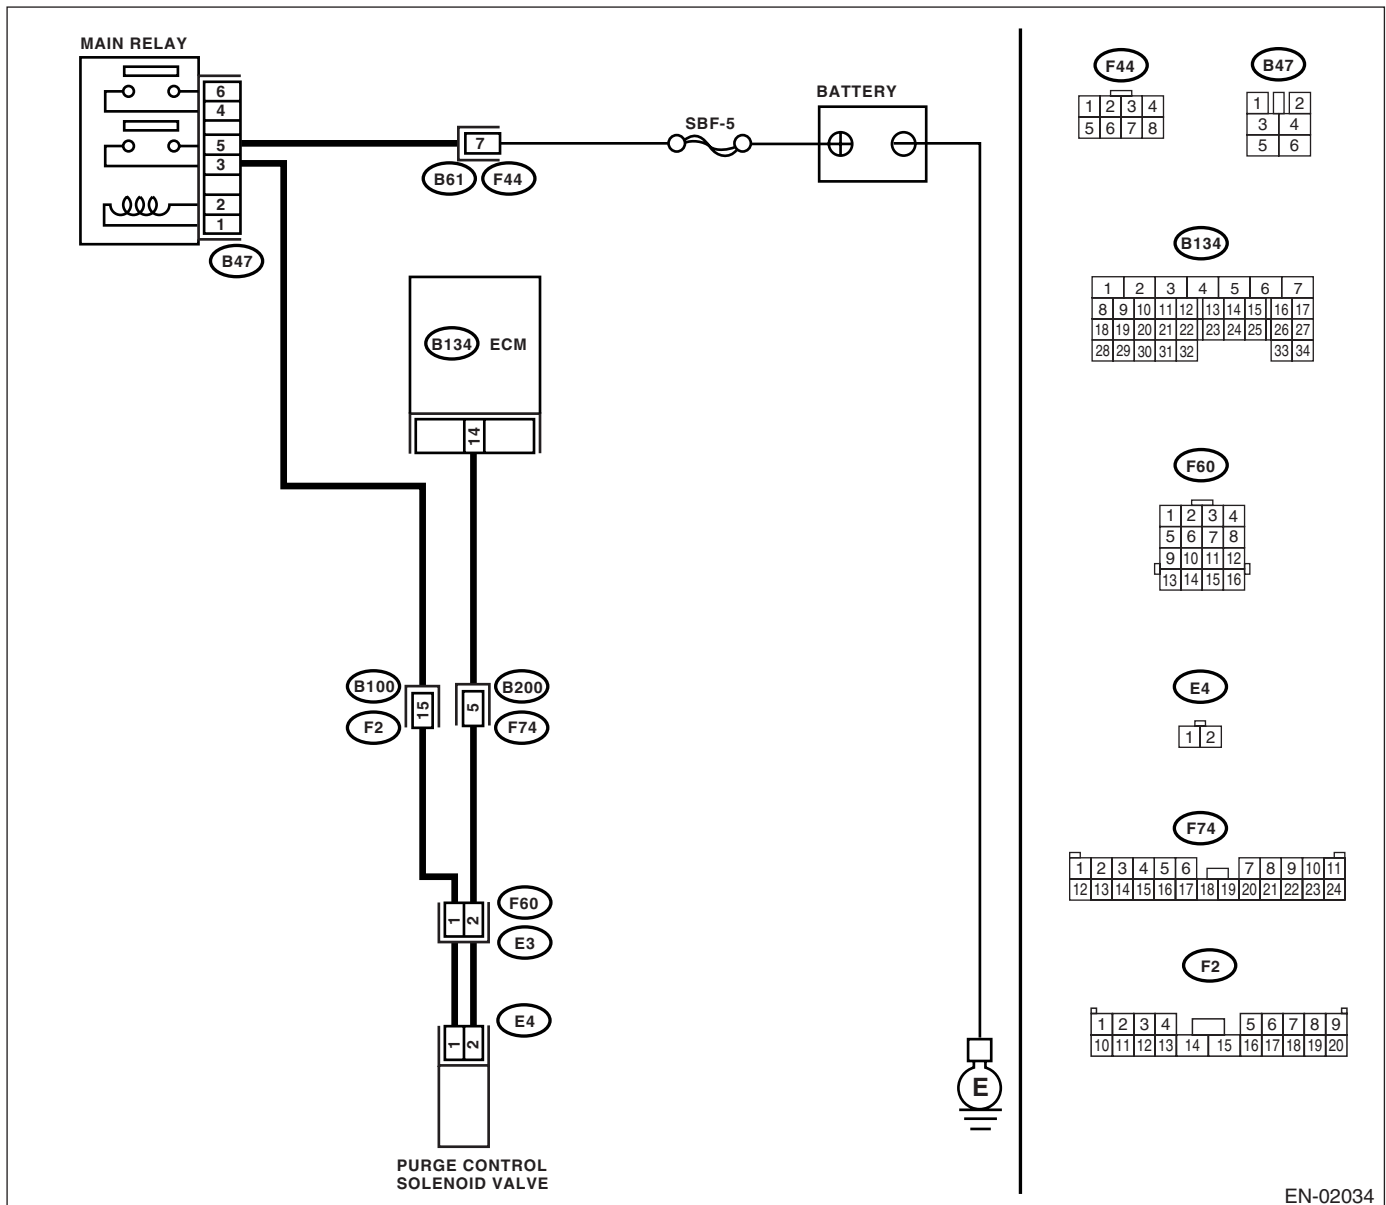 MAIN RELAY
6
4
5
3
2
1
B47
7
B61 F44
SBF-5
BATTERY
B134 ECM
14
B100
F2
15
5
B200
F74
1 2
F60
E3
E4
1 2
PURGE CONTROL
SOLENOID VALVE
E
F44
1 2 3 4
5 6 7 8
B47
1 2
3 4
5 6
B134
1 2 3 4 5 6 7
8 9 10 11 12 13 14 15 16 17
18 19 20 21 22 23 24 25 26 27
28 29 30 31 32 33 34
F60
1 2 3 4
5 6 7 8
9 10 11 12
13 14 15 16
E4
1 2
F74
1 2 3 4 5 6 7 8 9 10 11
12 13 14 15 16 17 18 19 20 21 22 23 24
F2
1 2 3 4 5 6 7 8 9
10 11 12 13 14 15 16 17 18 19 20
EN-02034